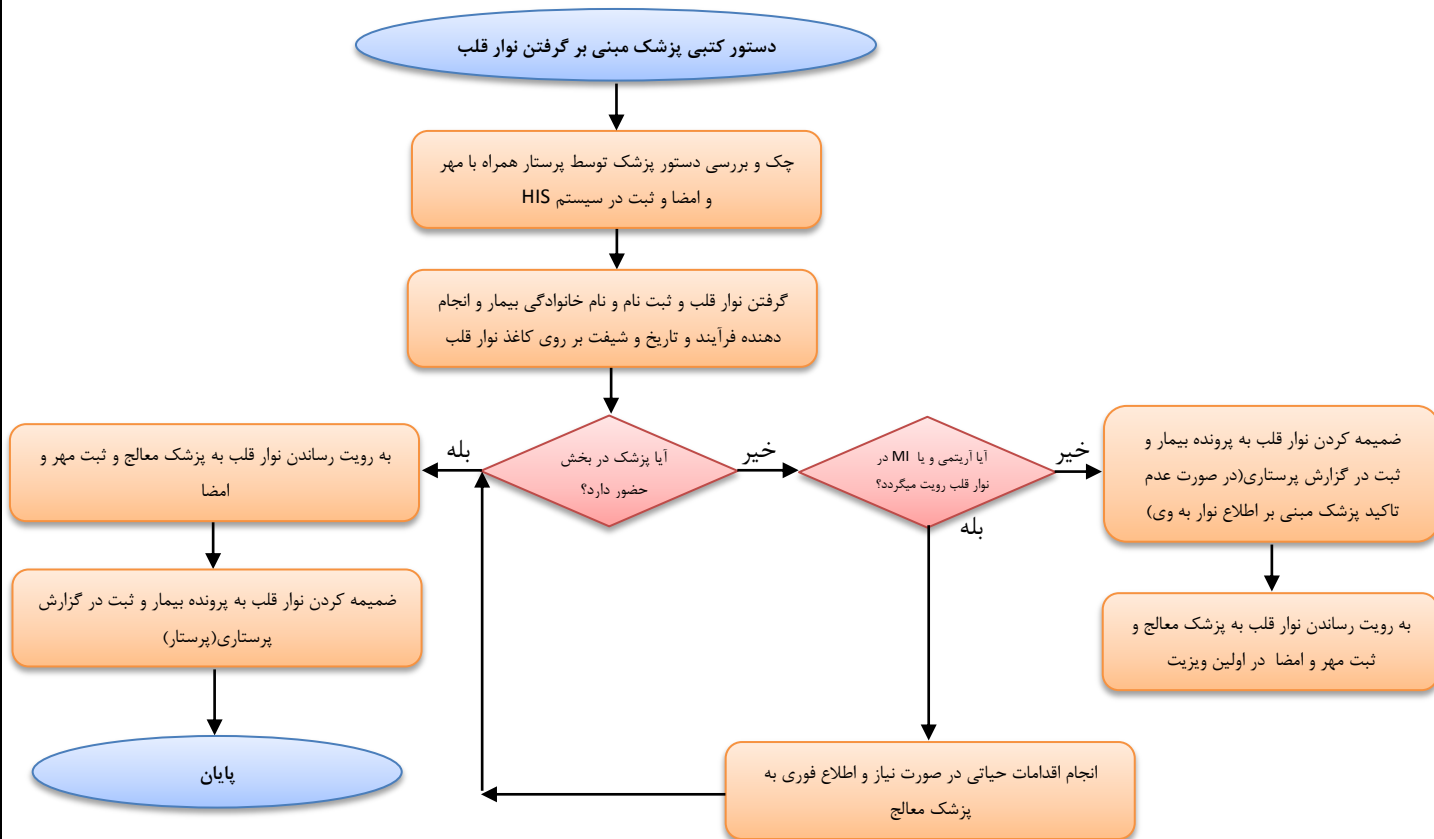 دستور کتبی پزشک مبنی بر گرفتن نوار قلب
چک و بررسی دستور پزشک توسط پرستار همراه با مهر
و امضا و ثبت در سیستم HIS
گرفتن نوار قلب و ثبت نام و نام خانوادگی بیمار و انجام
دهنده فرآیند و تاریخ و شیفت بر روی کاغذ نوار قلب
آیا پزشک در بخش
حضور دارد؟
خیر
بله
آیا آریتمی و یا MI در
نوار قلب رویت میگردد؟
خیر
بله
ضمیمه کردن نوار قلب به پرونده بیمار و
ثبت در گزارش پرستاری(در صورت عدم
تاکید پزشک مبنی بر اطلاع نوار به وی)
به رویت رساندن نوار قلب به پزشک معالج و
ثبت مهر و امضا در اولین ویزیت
به رویت رساندن نوار قلب به پزشک معالج و ثبت مهر و
امضا
ضمیمه کردن نوار قلب به پرونده بیمار و ثبت در گزارش
پرستاری(پرستار)
انجام اقدامات حیاتی در صورت نیاز و اطلاع فوری به
پزشک معالج
پایان